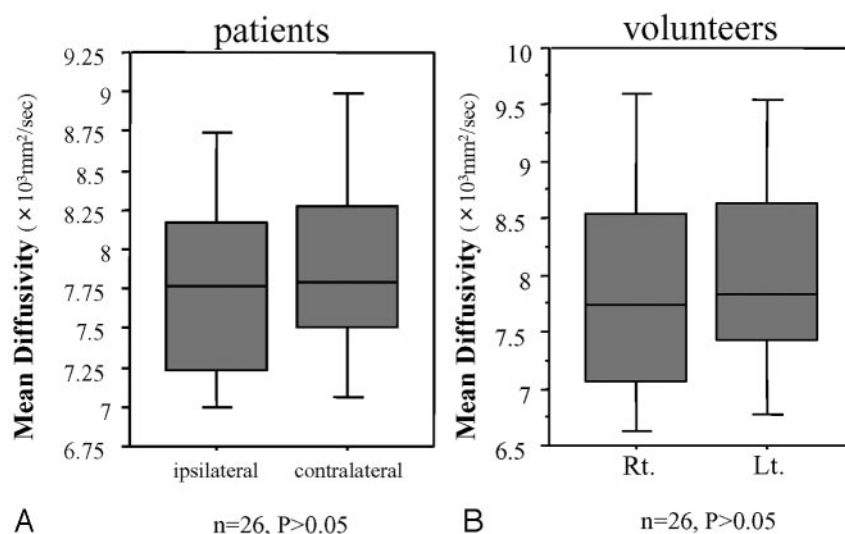 patients
Mean Diffusivity (×10³mm²/sec)
9.25
9
8.75
8.5
8.25
8
7.75
7.5
7.25
7
6.75
ipsilateral contralateral
A
n=26, P>0.05
volunteers
Mean Diffusivity (×10³mm²/sec)
10
9.5
9
8.5
8
7.5
7
6.5
Rt. Lt.
B
n=26, P>0.05